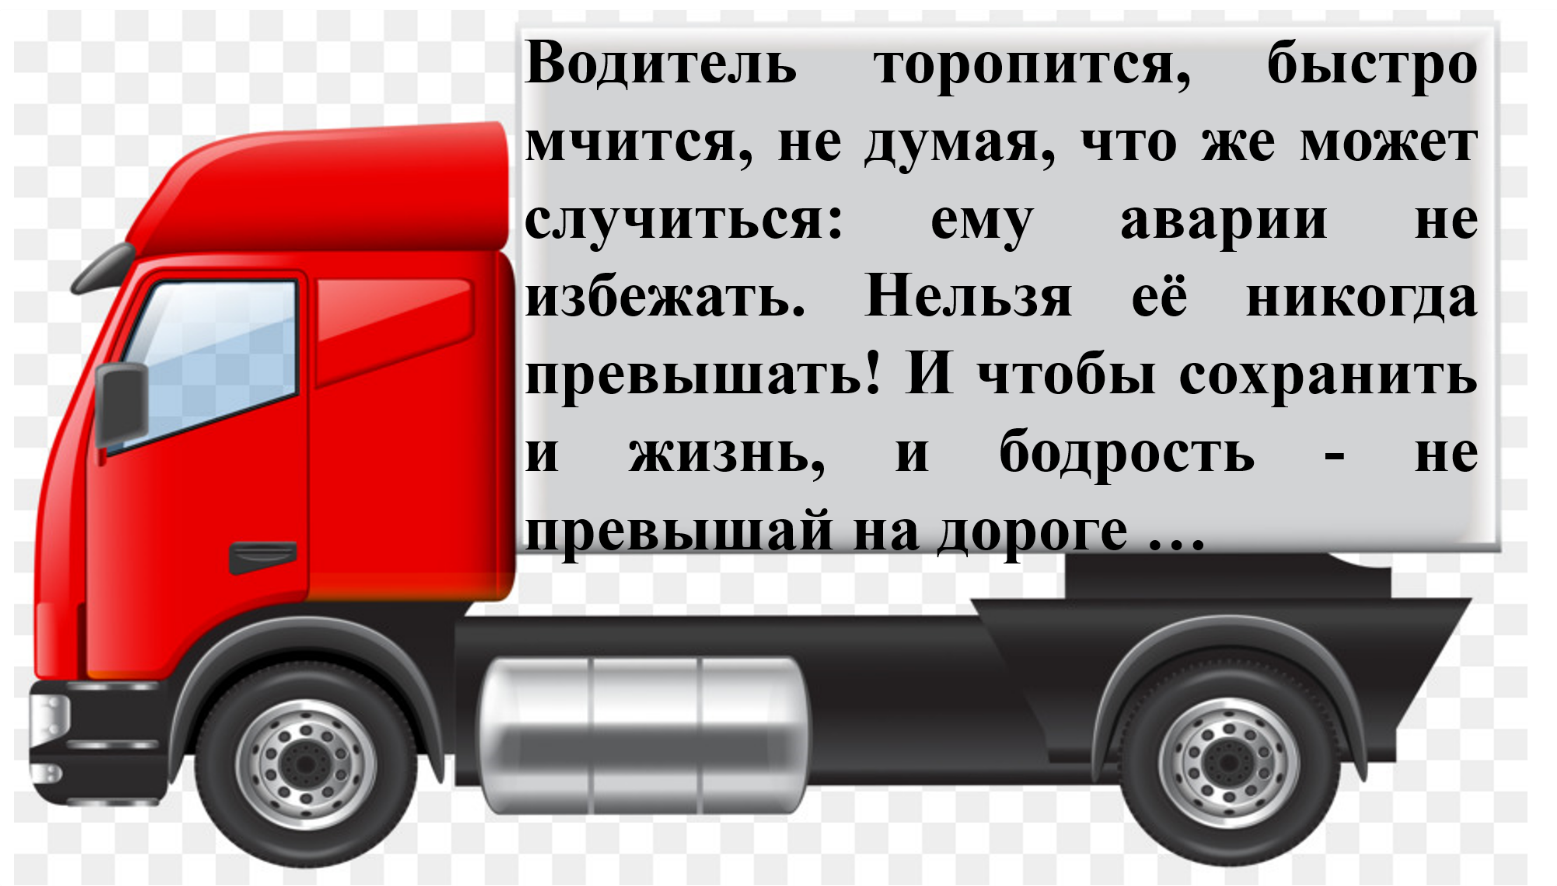 Водитель торопится, быстро
мчится, не думая, что же может
случиться: ему аварии не
избежать. Нельзя её никогда
превышать! И чтобы сохранить
и жизнь, и бодрость - не
превышай на дороге ...